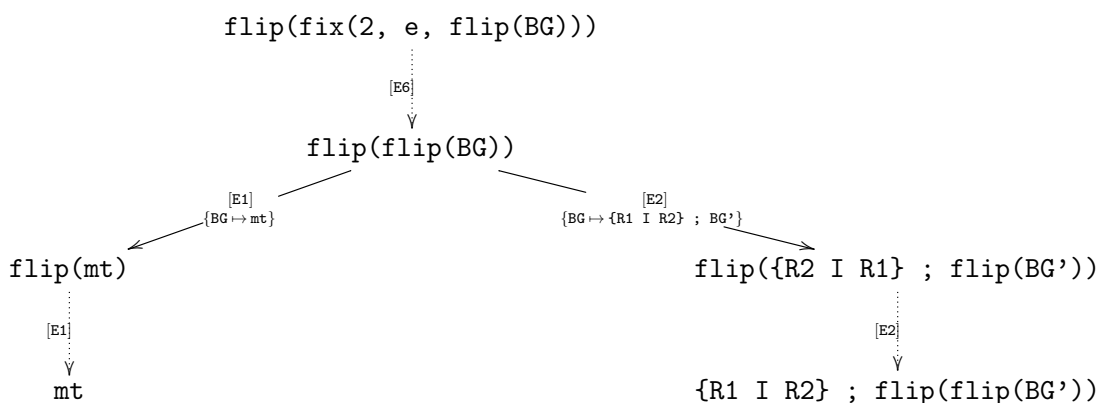 flip(fix(2, e, flip(BG)))
[E6]
flip(flip(BG))
[E1]
{BG ↦ mt}
[E2]
{BG ↦ {R1 I R2} ; BG'}
flip(mt)
flip({R2 I R1} ; flip(BG'))
[E1]
[E2]
mt
{R1 I R2} ; flip(flip(BG'))